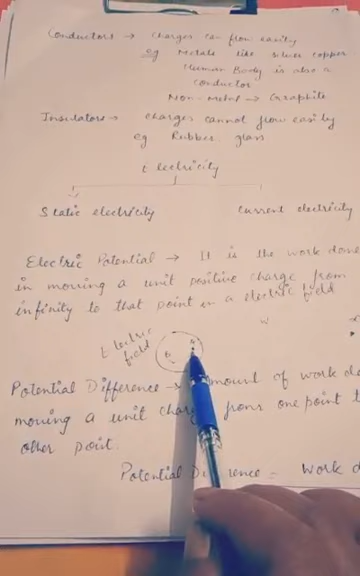 Conductors → charges can flow easity
eg Metals like silver copper
Human Body is also a
conductor
Non-Metal → Graphite
Insulators → charges cannot flow easily
eg Rubber glass
Electricity
Static electricity Current electricity
Electric Potential → It is the work done
in moving a unit positive charge from
infinity to that point in a electric field
Electric
field
Potential Difference → Amount of work do
moving a unit charge from one point t
other point.
Potential Difference = Work d